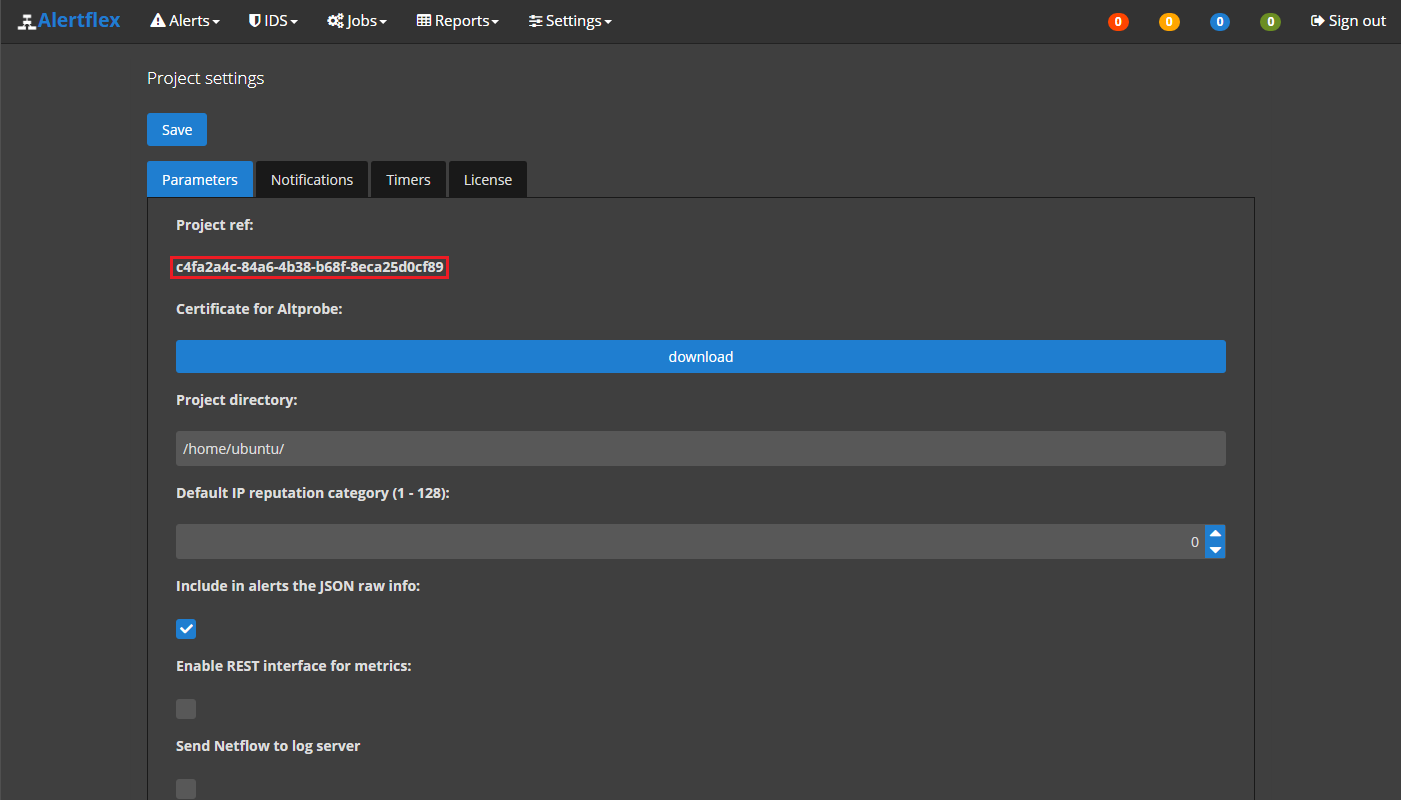 Alertflex Alerts IDS Jobs Reports Settings 0 0 0 0 Sign out
Project settings
Save
Parameters Notifications Timers License
Project ref:
c4fa2a4c-84a6-4b38-b68f-8eca25d0cf89
Certificate for Altprobe:
download
Project directory:
/home/ubuntu/
Default IP reputation category (1 - 128):
0
Include in alerts the JSON raw info:
Enable REST interface for metrics:
Send Netflow to log server